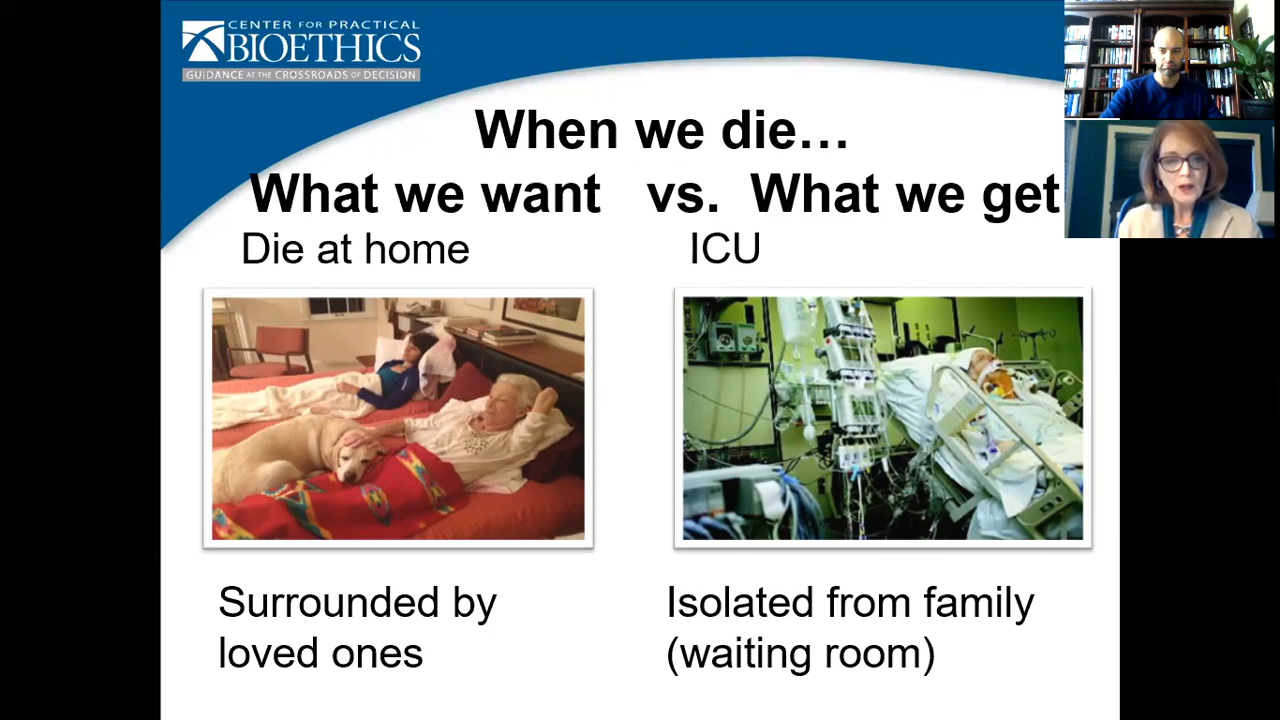 CENTER FOR PRACTICAL
BIOETHICS
GUIDANCE AT THE CROSSROADS OF DECISION
When we die…
What we want vs. What we get
Die at home
ICU
Surrounded by
loved ones
Isolated from family
(waiting room)